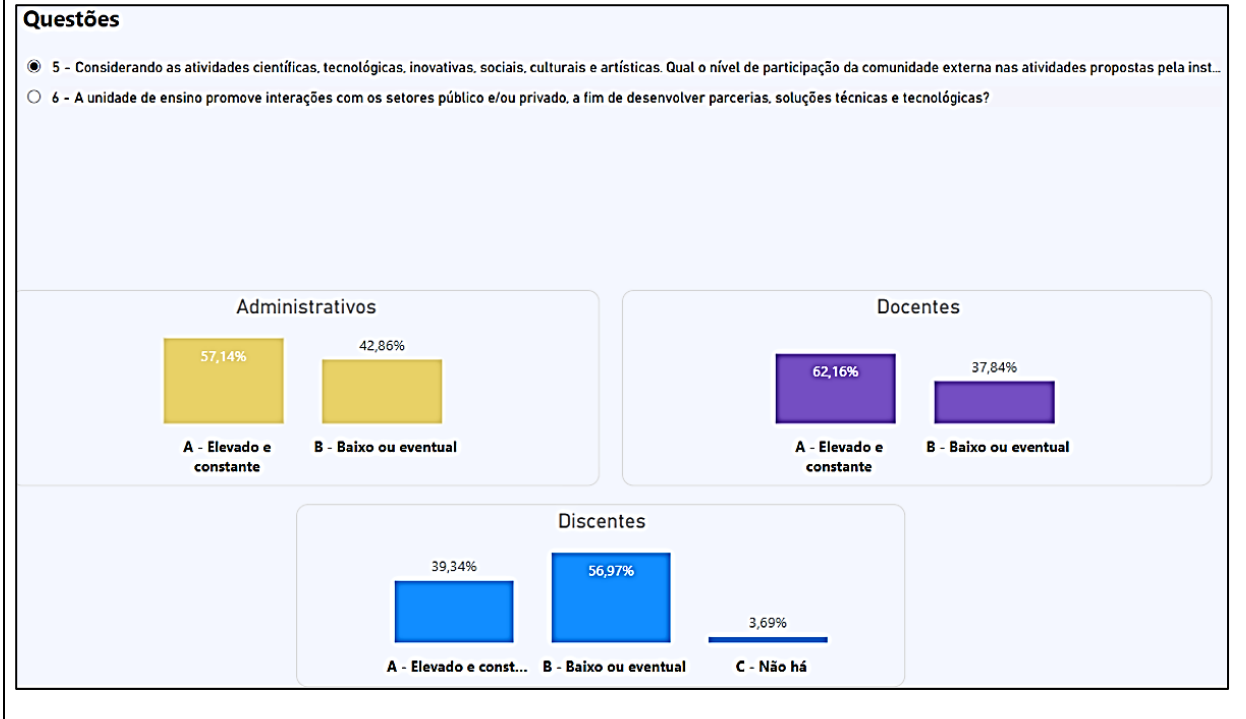 Questões
5 - Considerando as atividades científicas, tecnológicas, inovativas, sociais, culturais e artísticas. Qual o nível de participação da comunidade externa nas atividades propostas pela inst...
6 - A unidade de ensino promove interações com os setores público e/ou privado, a fim de desenvolver parcerias, soluções técnicas e tecnológicas?
Administrativos
57,14%
42,86%
A - Elevado e
constante
B - Baixo ou eventual
Docentes
62,16%
37,84%
A - Elevado e
constante
B - Baixo ou eventual
Discentes
39,34%
56,97%
3,69%
A - Elevado e const...
B - Baixo ou eventual
C - Não há